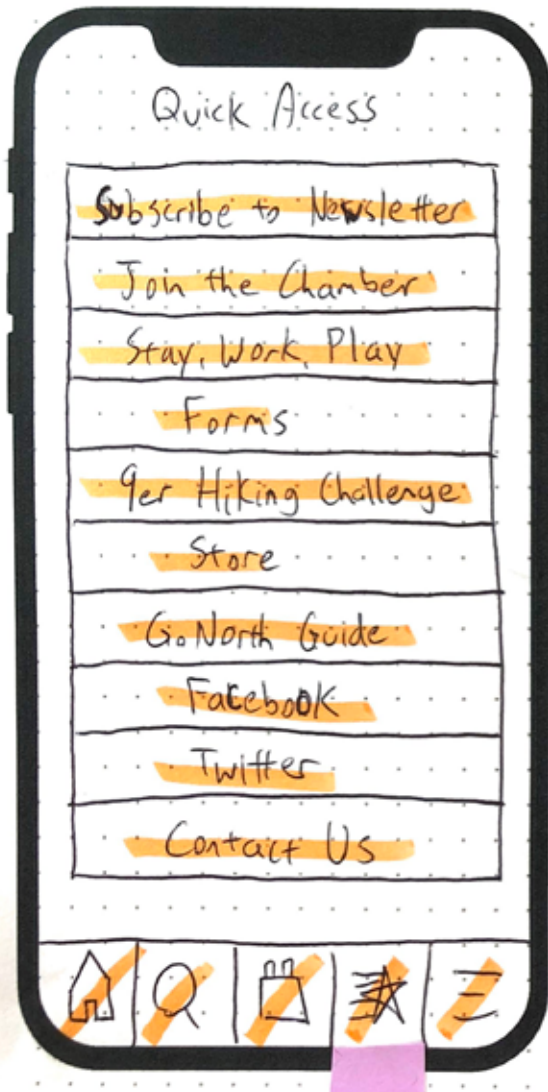 Quick Access
Subscribe to Newsletter
Join the Chamber
Stay, Work, Play
Forms
9er Hiking Challenge
Store
GoNorth Guide
Facebook
Twitter
Contact Us